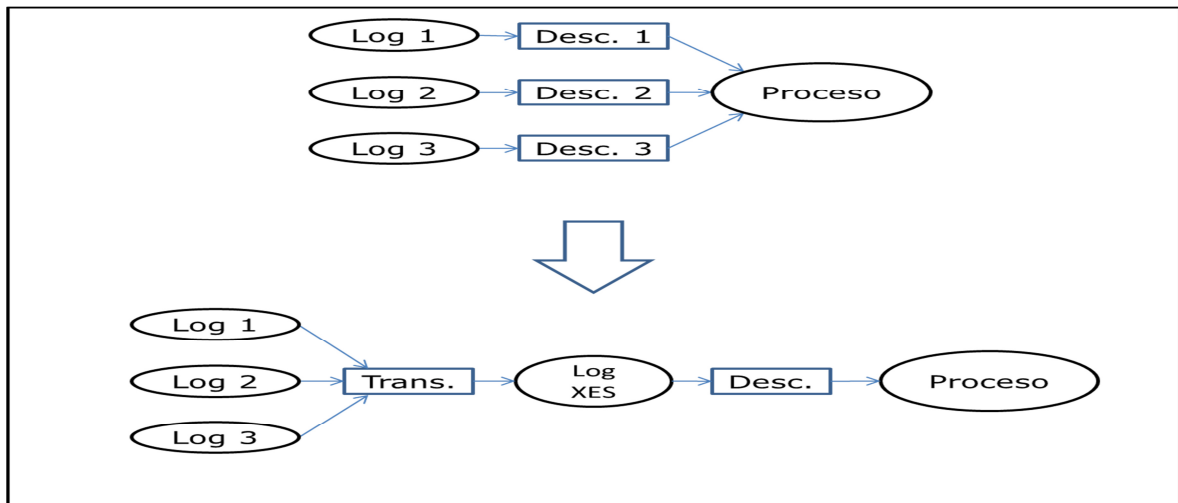 Log 1
Desc. 1
Log 2
Desc. 2
Proceso
Log 3
Desc. 3
Log 1
Log 2
Trans.
Log
XES
Desc.
Proceso
Log 3